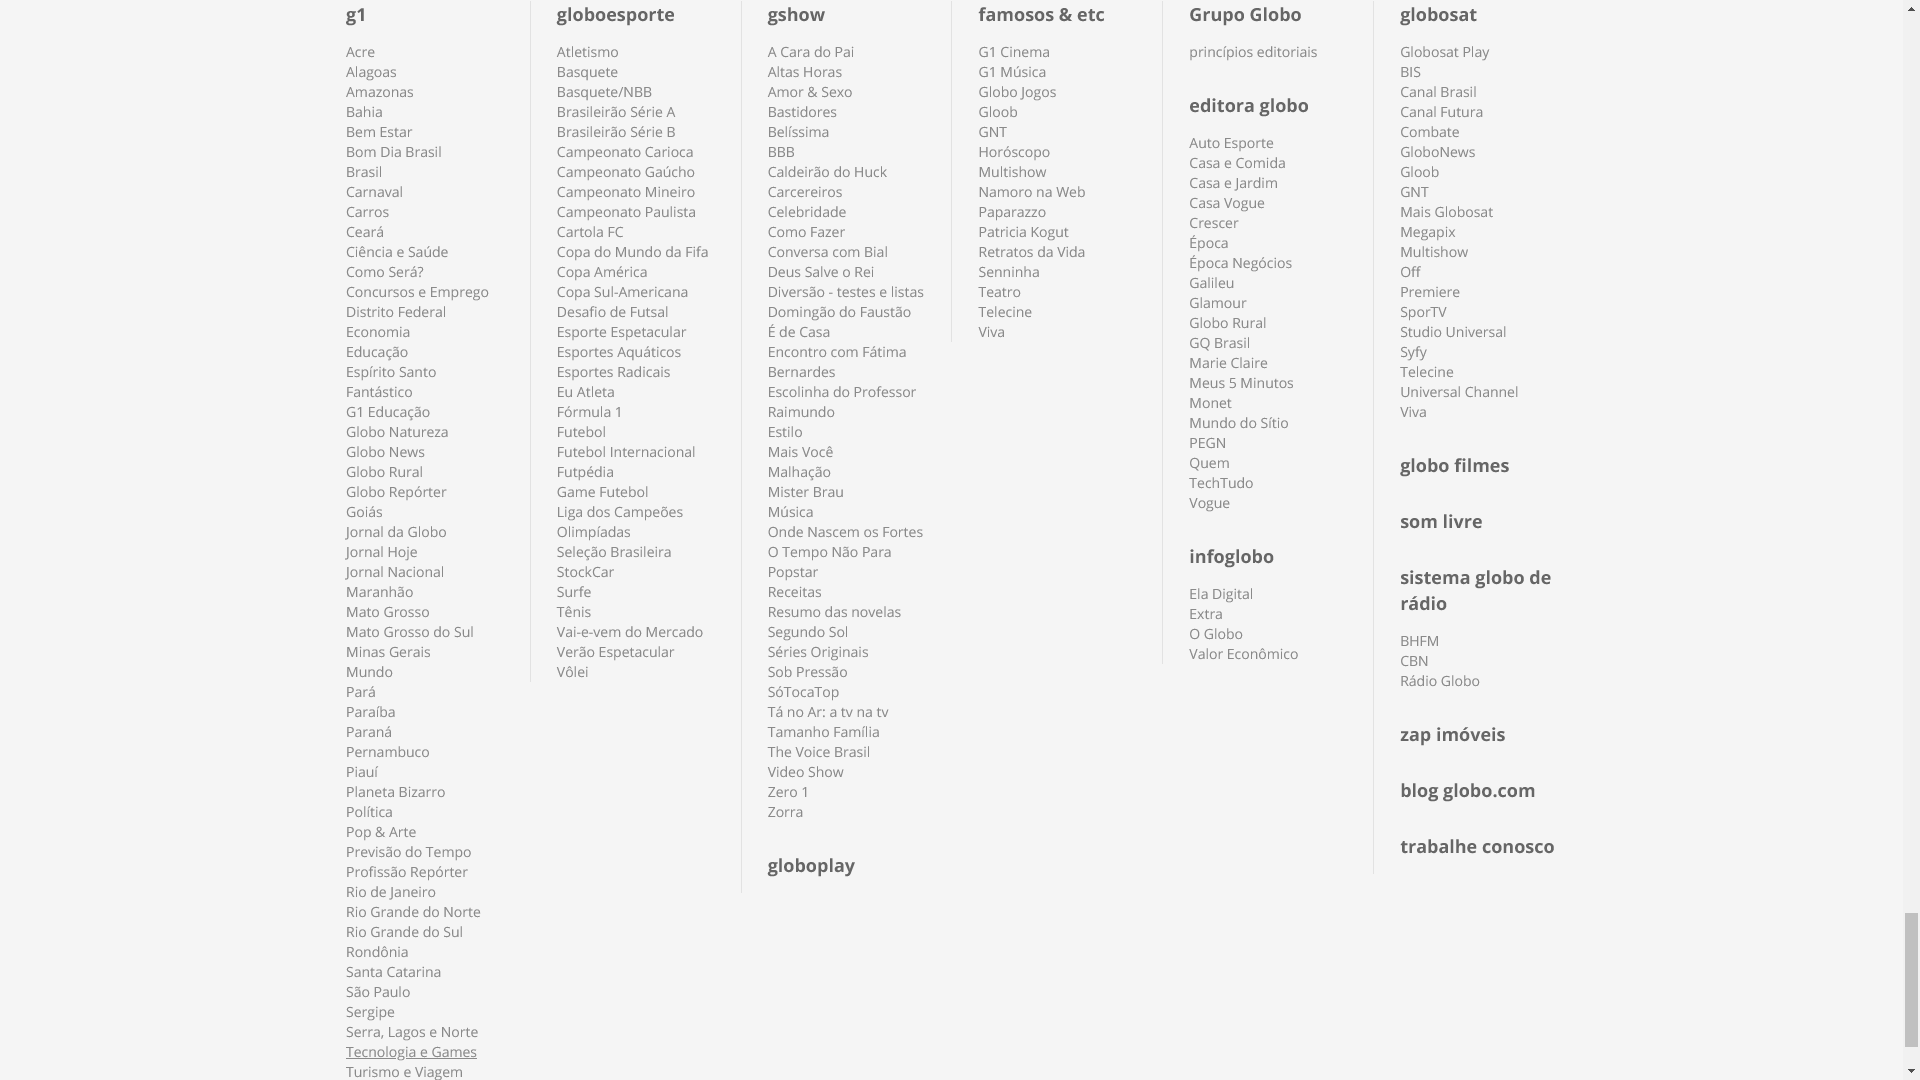 g1
Acre
Alagoas
Amazonas
Bahia
Bem Estar
Bom Dia Brasil
Brasil
Carnaval
Carros
Ceará
Ciência e Saúde
Como Será?
Concursos e Emprego
Distrito Federal
Economia
Educação
Espírito Santo
Fantástico
G1 Educação
Globo Natureza
Globo News
Globo Rural
Globo Repórter
Goiás
Jornal da Globo
Jornal Hoje
Jornal Nacional
Maranhão
Mato Grosso
Mato Grosso do Sul
Minas Gerais
Mundo
Pará
Paraíba
Paraná
Pernambuco
Piauí
Planeta Bizarro
Política
Pop & Arte
Previsão do Tempo
Profissão Repórter
Rio de Janeiro
Rio Grande do Norte
Rio Grande do Sul
Rondônia
Santa Catarina
São Paulo
Sergipe
Serra, Lagos e Norte
Tecnologia e Games
Turismo e Viagem
globoesporte
Atletismo
Basquete
Basquete/NBB
Brasileirão Série A
Brasileirão Série B
Campeonato Carioca
Campeonato Gaúcho
Campeonato Mineiro
Campeonato Paulista
Cartola FC
Copa do Mundo da Fifa
Copa América
Copa Sul-Americana
Desafio de Futsal
Esporte Espetacular
Esportes Aquáticos
Esportes Radicais
Eu Atleta
Fórmula 1
Futebol
Futebol Internacional
Futpédia
Game Futebol
Liga dos Campeões
Olimpíadas
Seleção Brasileira
StockCar
Surfe
Tênis
Vai-e-vem do Mercado
Verão Espetacular
Vôlei
gshow
A Cara do Pai
Altas Horas
Amor & Sexo
Bastidores
Belíssima
BBB
Caldeirão do Huck
Carcereiros
Celebridade
Como Fazer
Conversa com Bial
Deus Salve o Rei
Diversão - testes e listas
Domingão do Faustão
É de Casa
Encontro com Fátima
Bernardes
Escolinha do Professor
Raimundo
Estilo
Mais Você
Malhação
Mister Brau
Música
Onde Nascem os Fortes
O Tempo Não Para
Popstar
Receitas
Resumo das novelas
Segundo Sol
Séries Originais
Sob Pressão
SóTocaTop
Tá no Ar: a tv na tv
Tamanho Família
The Voice Brasil
Video Show
Zero 1
Zorra
globoplay
famosos & etc
G1 Cinema
G1 Música
Globo Jogos
Gloob
GNT
Horóscopo
Multishow
Namoro na Web
Paparazzo
Patricia Kogut
Retratos da Vida
Senninha
Teatro
Telecine
Viva
Grupo Globo
princípios editoriais
editora globo
Auto Esporte
Casa e Comida
Casa e Jardim
Casa Vogue
Crescer
Época
Época Negócios
Galileu
Glamour
Globo Rural
GQ Brasil
Marie Claire
Meus 5 Minutos
Monet
Mundo do Sítio
PEGN
Quem
TechTudo
Vogue
infoglobo
Ela Digital
Extra
O Globo
Valor Econômico
globosat
Globosat Play
BIS
Canal Brasil
Canal Futura
Combate
GloboNews
Gloob
GNT
Mais Globosat
Megapix
Multishow
Off
Premiere
SporTV
Studio Universal
Syfy
Telecine
Universal Channel
Viva
globo filmes
som livre
sistema globo de
rádio
BHFM
CBN
Rádio Globo
zap imóveis
blog globo.com
trabalhe conosco